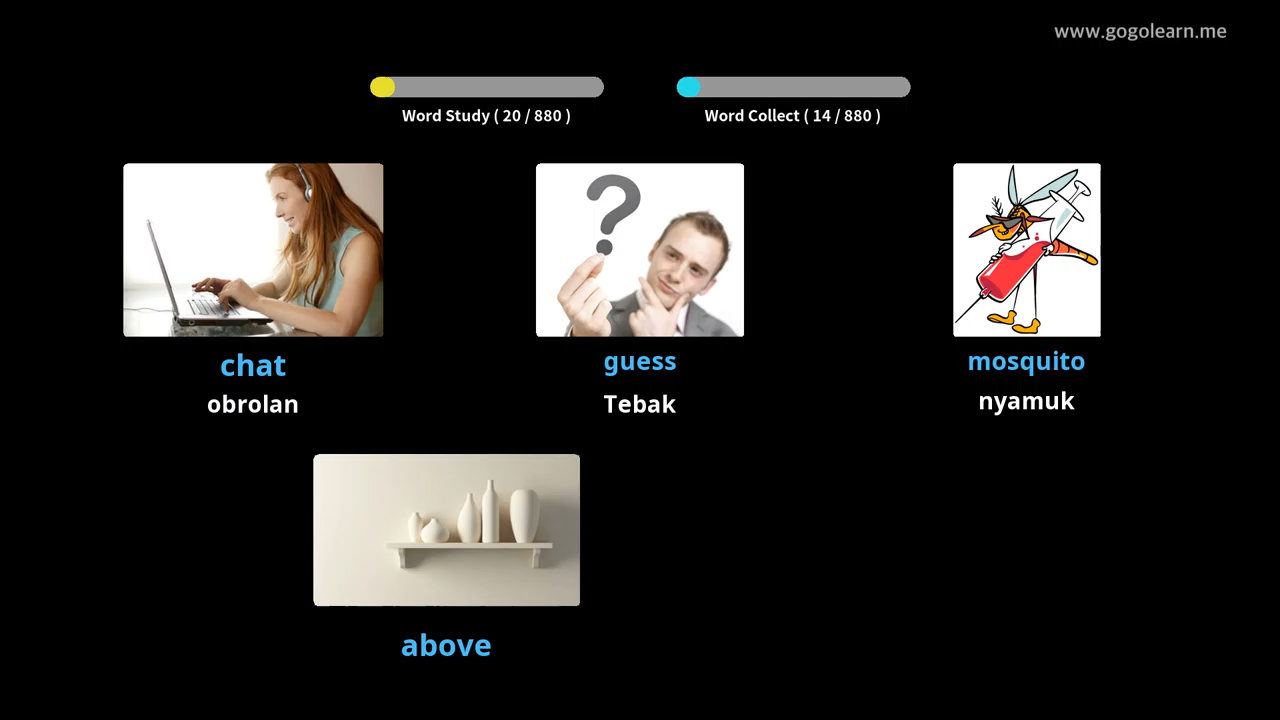 www.gogolearn.me
Word Study ( 20 / 880 )
Word Collect ( 14 / 880 )
chat
obrolan
guess
Tebak
mosquito
nyamuk
above